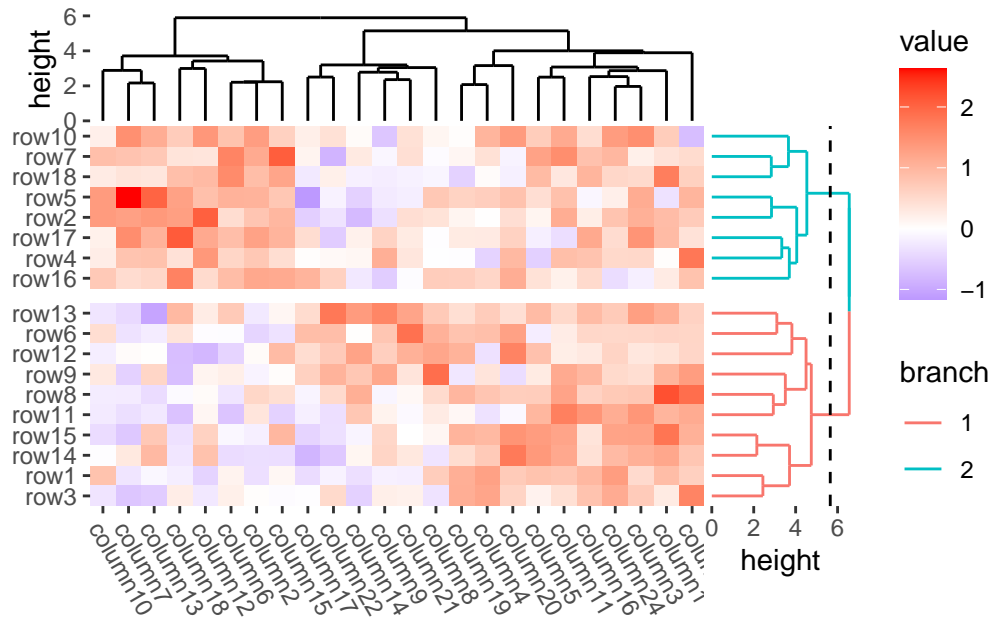 height
6
4
2
0
row10
row7
row18
row5
row2
row17
row4
row16
row13
row6
row12
row9
row8
row11
row15
row14
row1
row3
column10
column7
column13
column18
column12
column6
column2
column15
column17
column22
column14
column9
column21
column8
column19
column4
column20
column5
column11
column16
column24
column3
0 2 4 6
height
value
2
1
0
−1
branch
1
2